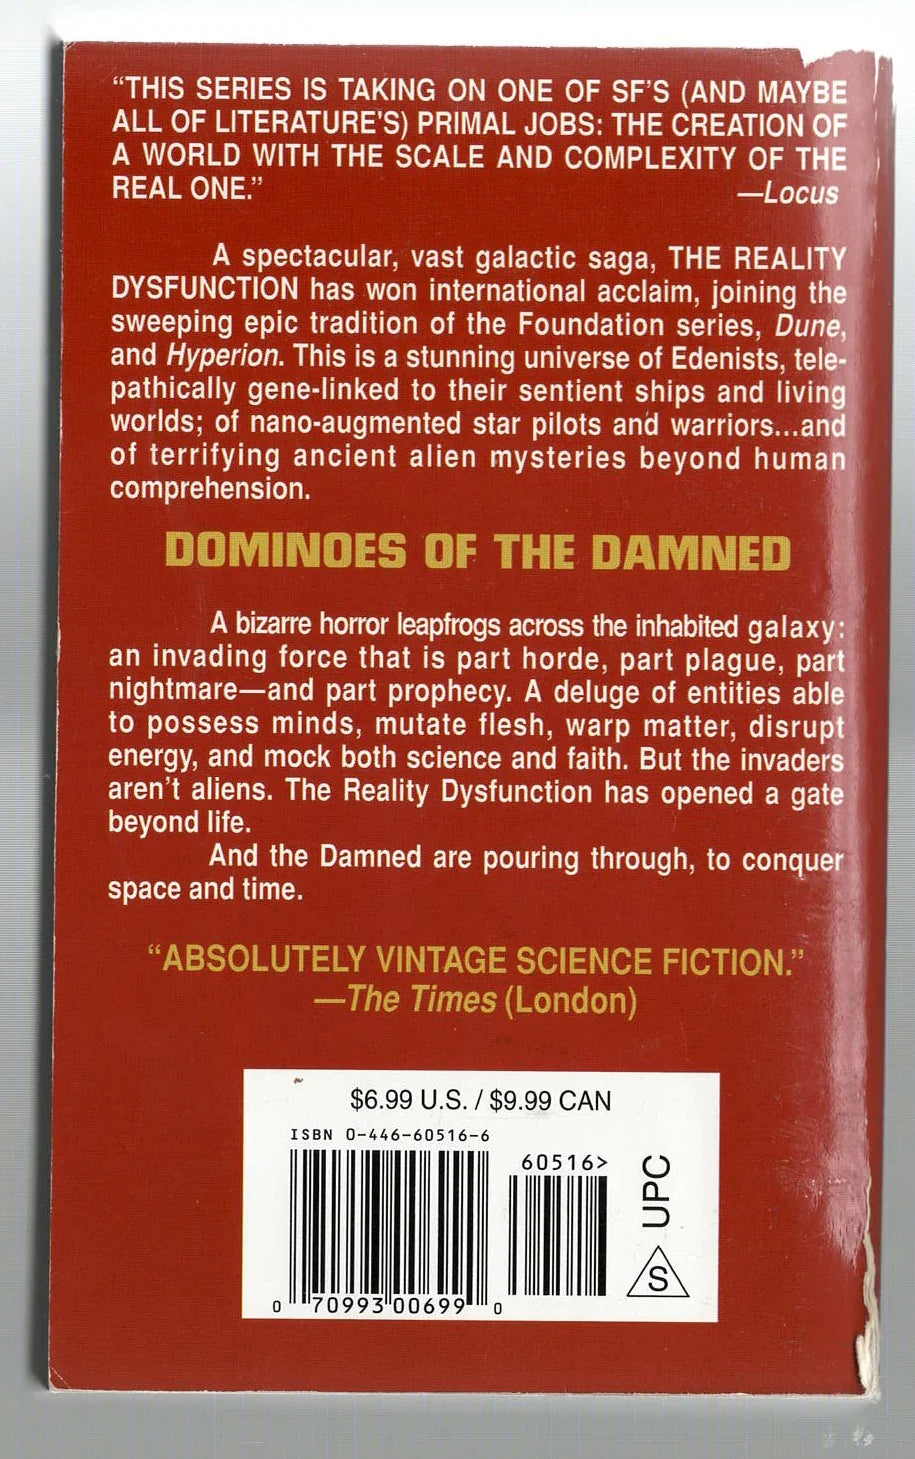 “THIS SERIES IS TAKING ON ONE OF SF'S (AND MAYBE
ALL OF LITERATURE'S) PRIMAL JOBS: THE CREATION OF
A WORLD WITH THE SCALE AND COMPLEXITY OF THE
REAL ONE.” —Locus
A spectacular, vast galactic saga, THE REALITY
DYSFUNCTION has won international acclaim, joining the
sweeping epic tradition of the Foundation series, Dune,
and Hyperion. This is a stunning universe of Edenists, tele-
pathically gene-linked to their sentient ships and living
worlds; of nano-augmented star pilots and warriors...and
of terrifying ancient alien mysteries beyond human
comprehension.
DOMINOES OF THE DAMNED
A bizarre horror leapfrogs across the inhabited galaxy:
an invading force that is part horde, part plague, part
nightmare—and part prophecy. A deluge of entities able
to possess minds, mutate flesh, warp matter, disrupt
energy, and mock both science and faith. But the invaders
aren't aliens. The Reality Dysfunction has opened a gate
beyond life.
And the Damned are pouring through, to conquer
space and time.
“ABSOLUTELY VINTAGE SCIENCE FICTION.”
—The Times (London)
$6.99 U.S. / $9.99 CAN
ISBN 0-446-60516-6
60516>
0 70993 00699 0
S UPC